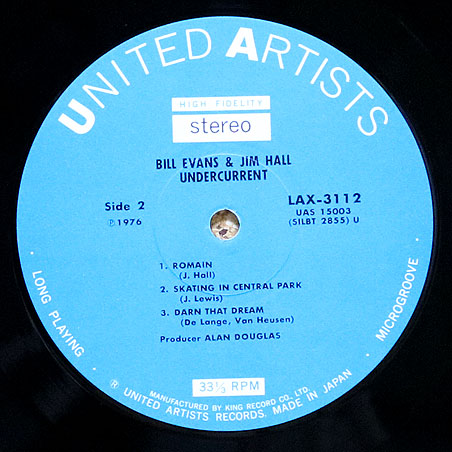 UNITED ARTISTS
HIGH FIDELITY
stereo
BILL EVANS & JIM HALL
UNDERCURRENT
Side 2
℗ 1976
LAX-3112
UAS 15003
(SILBT 2855) U
1. ROMAIN
(J. Hall)
2. SKATING IN CENTRAL PARK
(J. Lewis)
3. DARN THAT DREAM
(De Lange, Van Heusen)
Producer ALAN DOUGLAS
33⅓ RPM
· LONG PLAYING ·
· MICROGROOVE ·
MANUFACTURED BY KING RECORD CO., LTD.
® UNITED ARTISTS RECORDS, MADE IN JAPAN